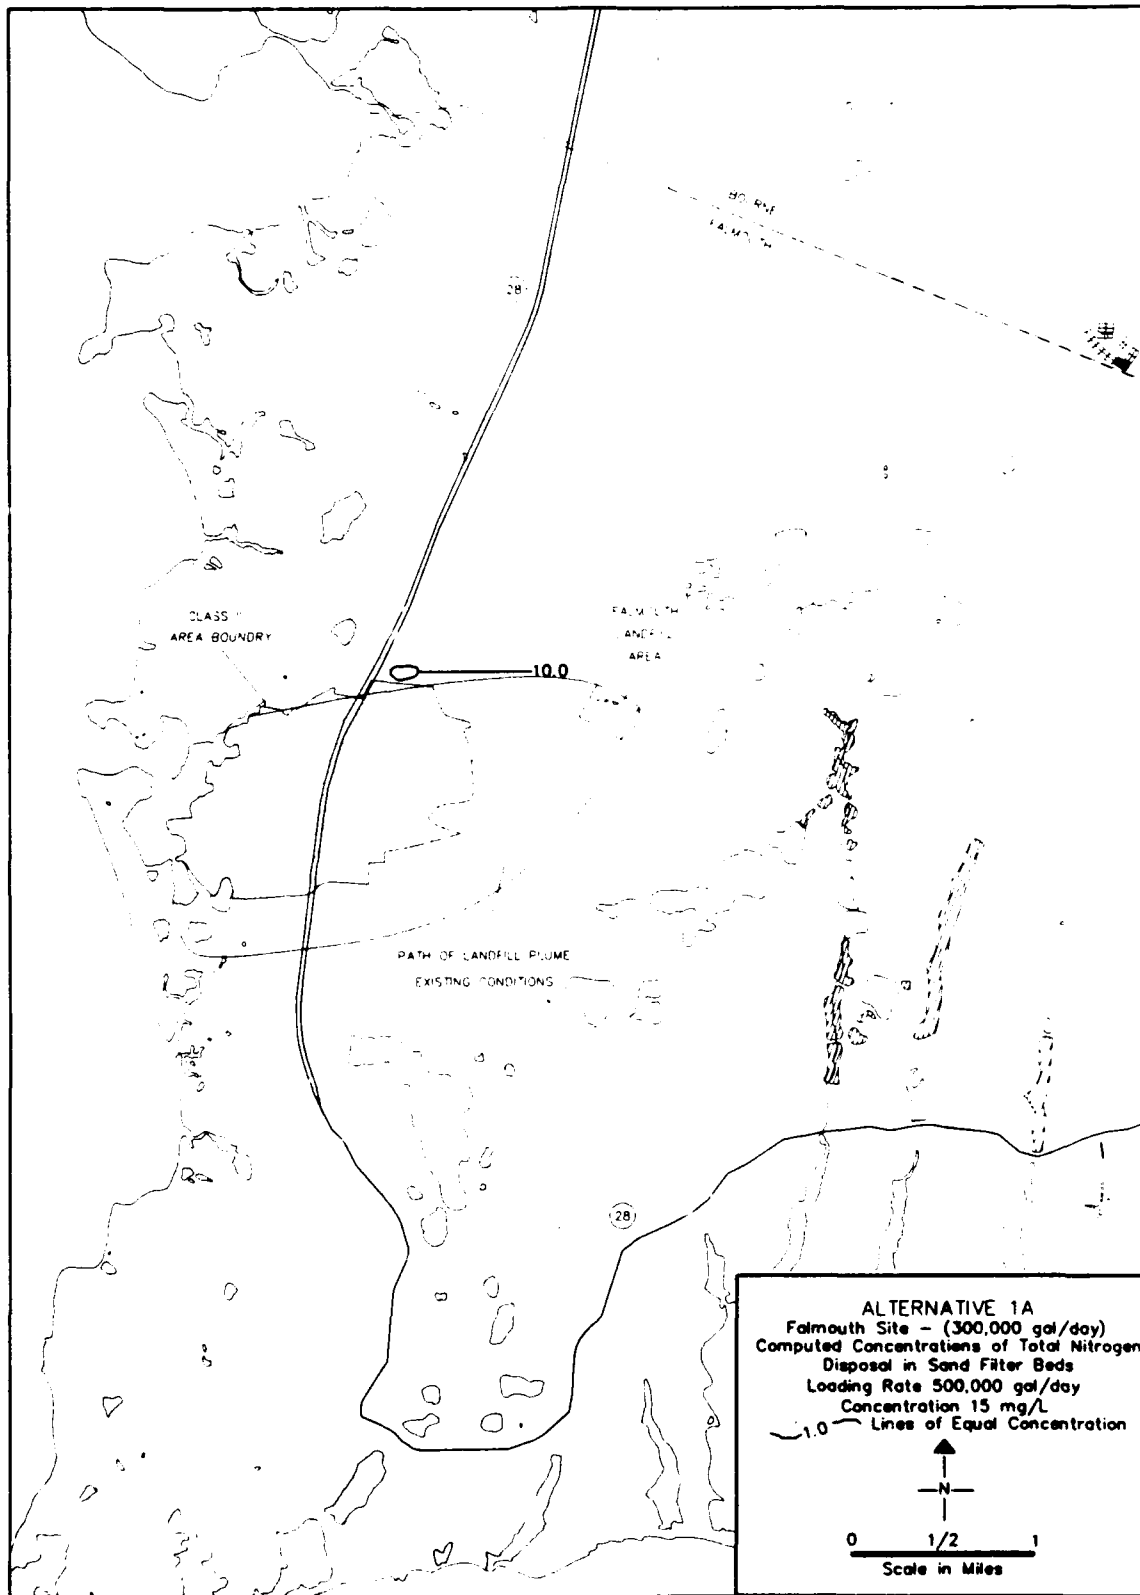 BOURNE
FALMOUTH
28
CLASS
AREA BOUNDRY
FALMOUTH
LANDFILL
AREA
10.0
PATH OF LANDFILL PLUME
EXISTING CONDITIONS
28
ALTERNATIVE 1A
Falmouth Site - (300,000 gal/day)
Computed Concentrations of Total Nitrogen
Disposal in Sand Filter Beds
Loading Rate 500,000 gal/day
Concentration 15 mg/L
1.0 Lines of Equal Concentration
N
0 1/2 1
Scale in Miles